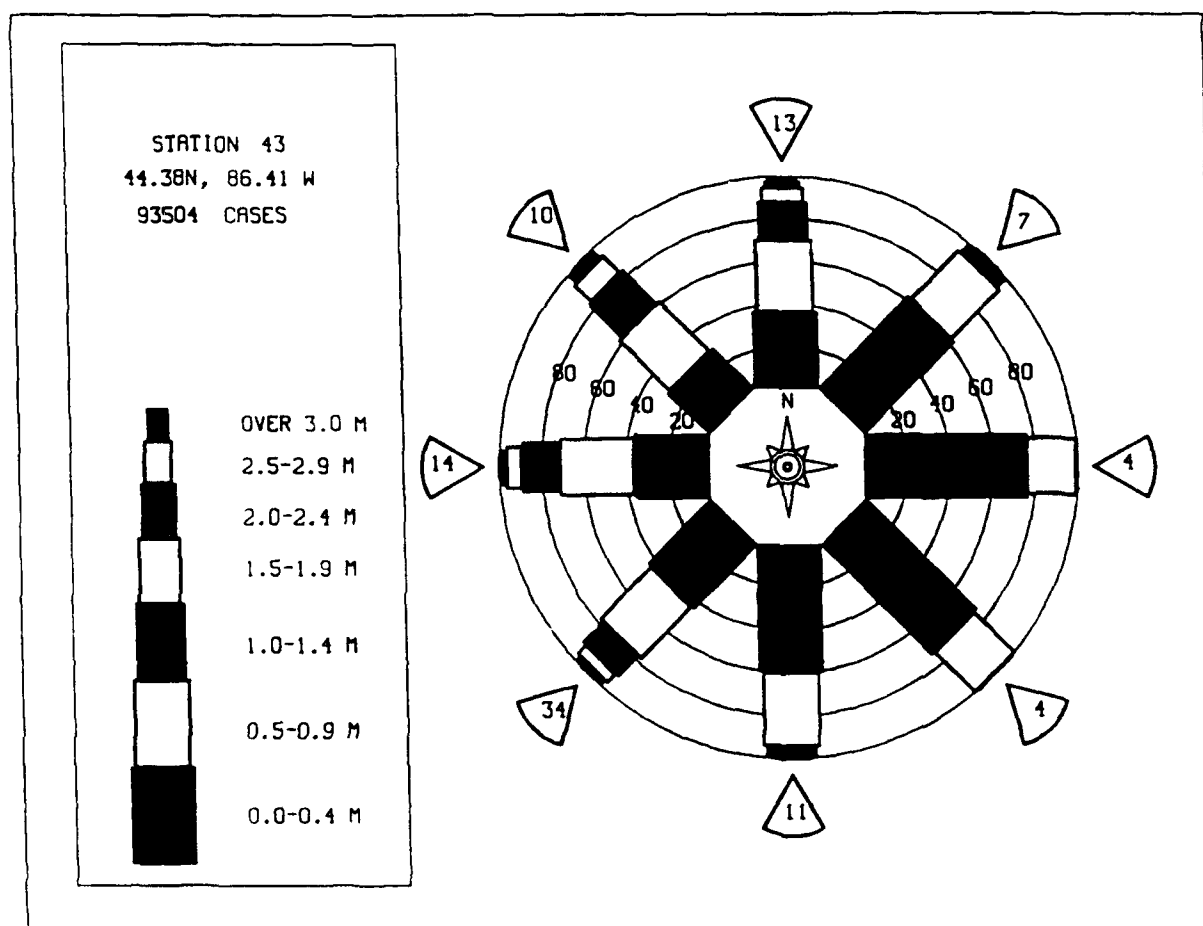 STATION 43
44.38N, 86.41 W
93504 CASES
OVER 3.0 M
2.5-2.9 M
2.0-2.4 M
1.5-1.9 M
1.0-1.4 M
0.5-0.9 M
0.0-0.4 M
13
10
7
80
60
40
20
N
20
40
60
80
14
4
34
4
11